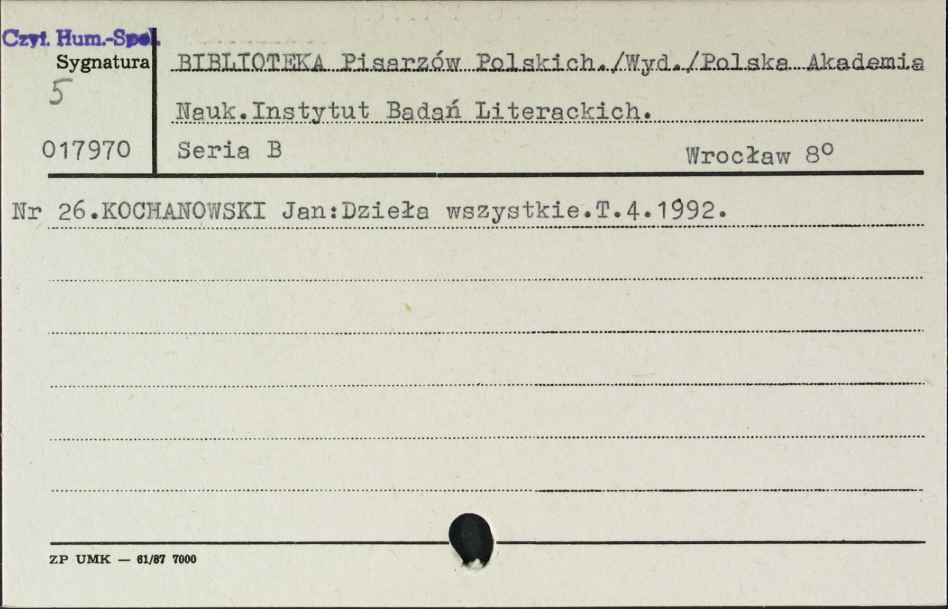 Czyt. Hum.-Społ.
Sygnatura
5
017970
BIBLIOTEKA Pisarzów Polskich./Wyd./Polska Akademia
Nauk.Instytut Badań Literackich.
Seria B Wrocław 8°
Nr 26.KOCHANOWSKI Jan:Dzieła wszystkie.T.4.1992.
ZP UMK — 61/87 7000